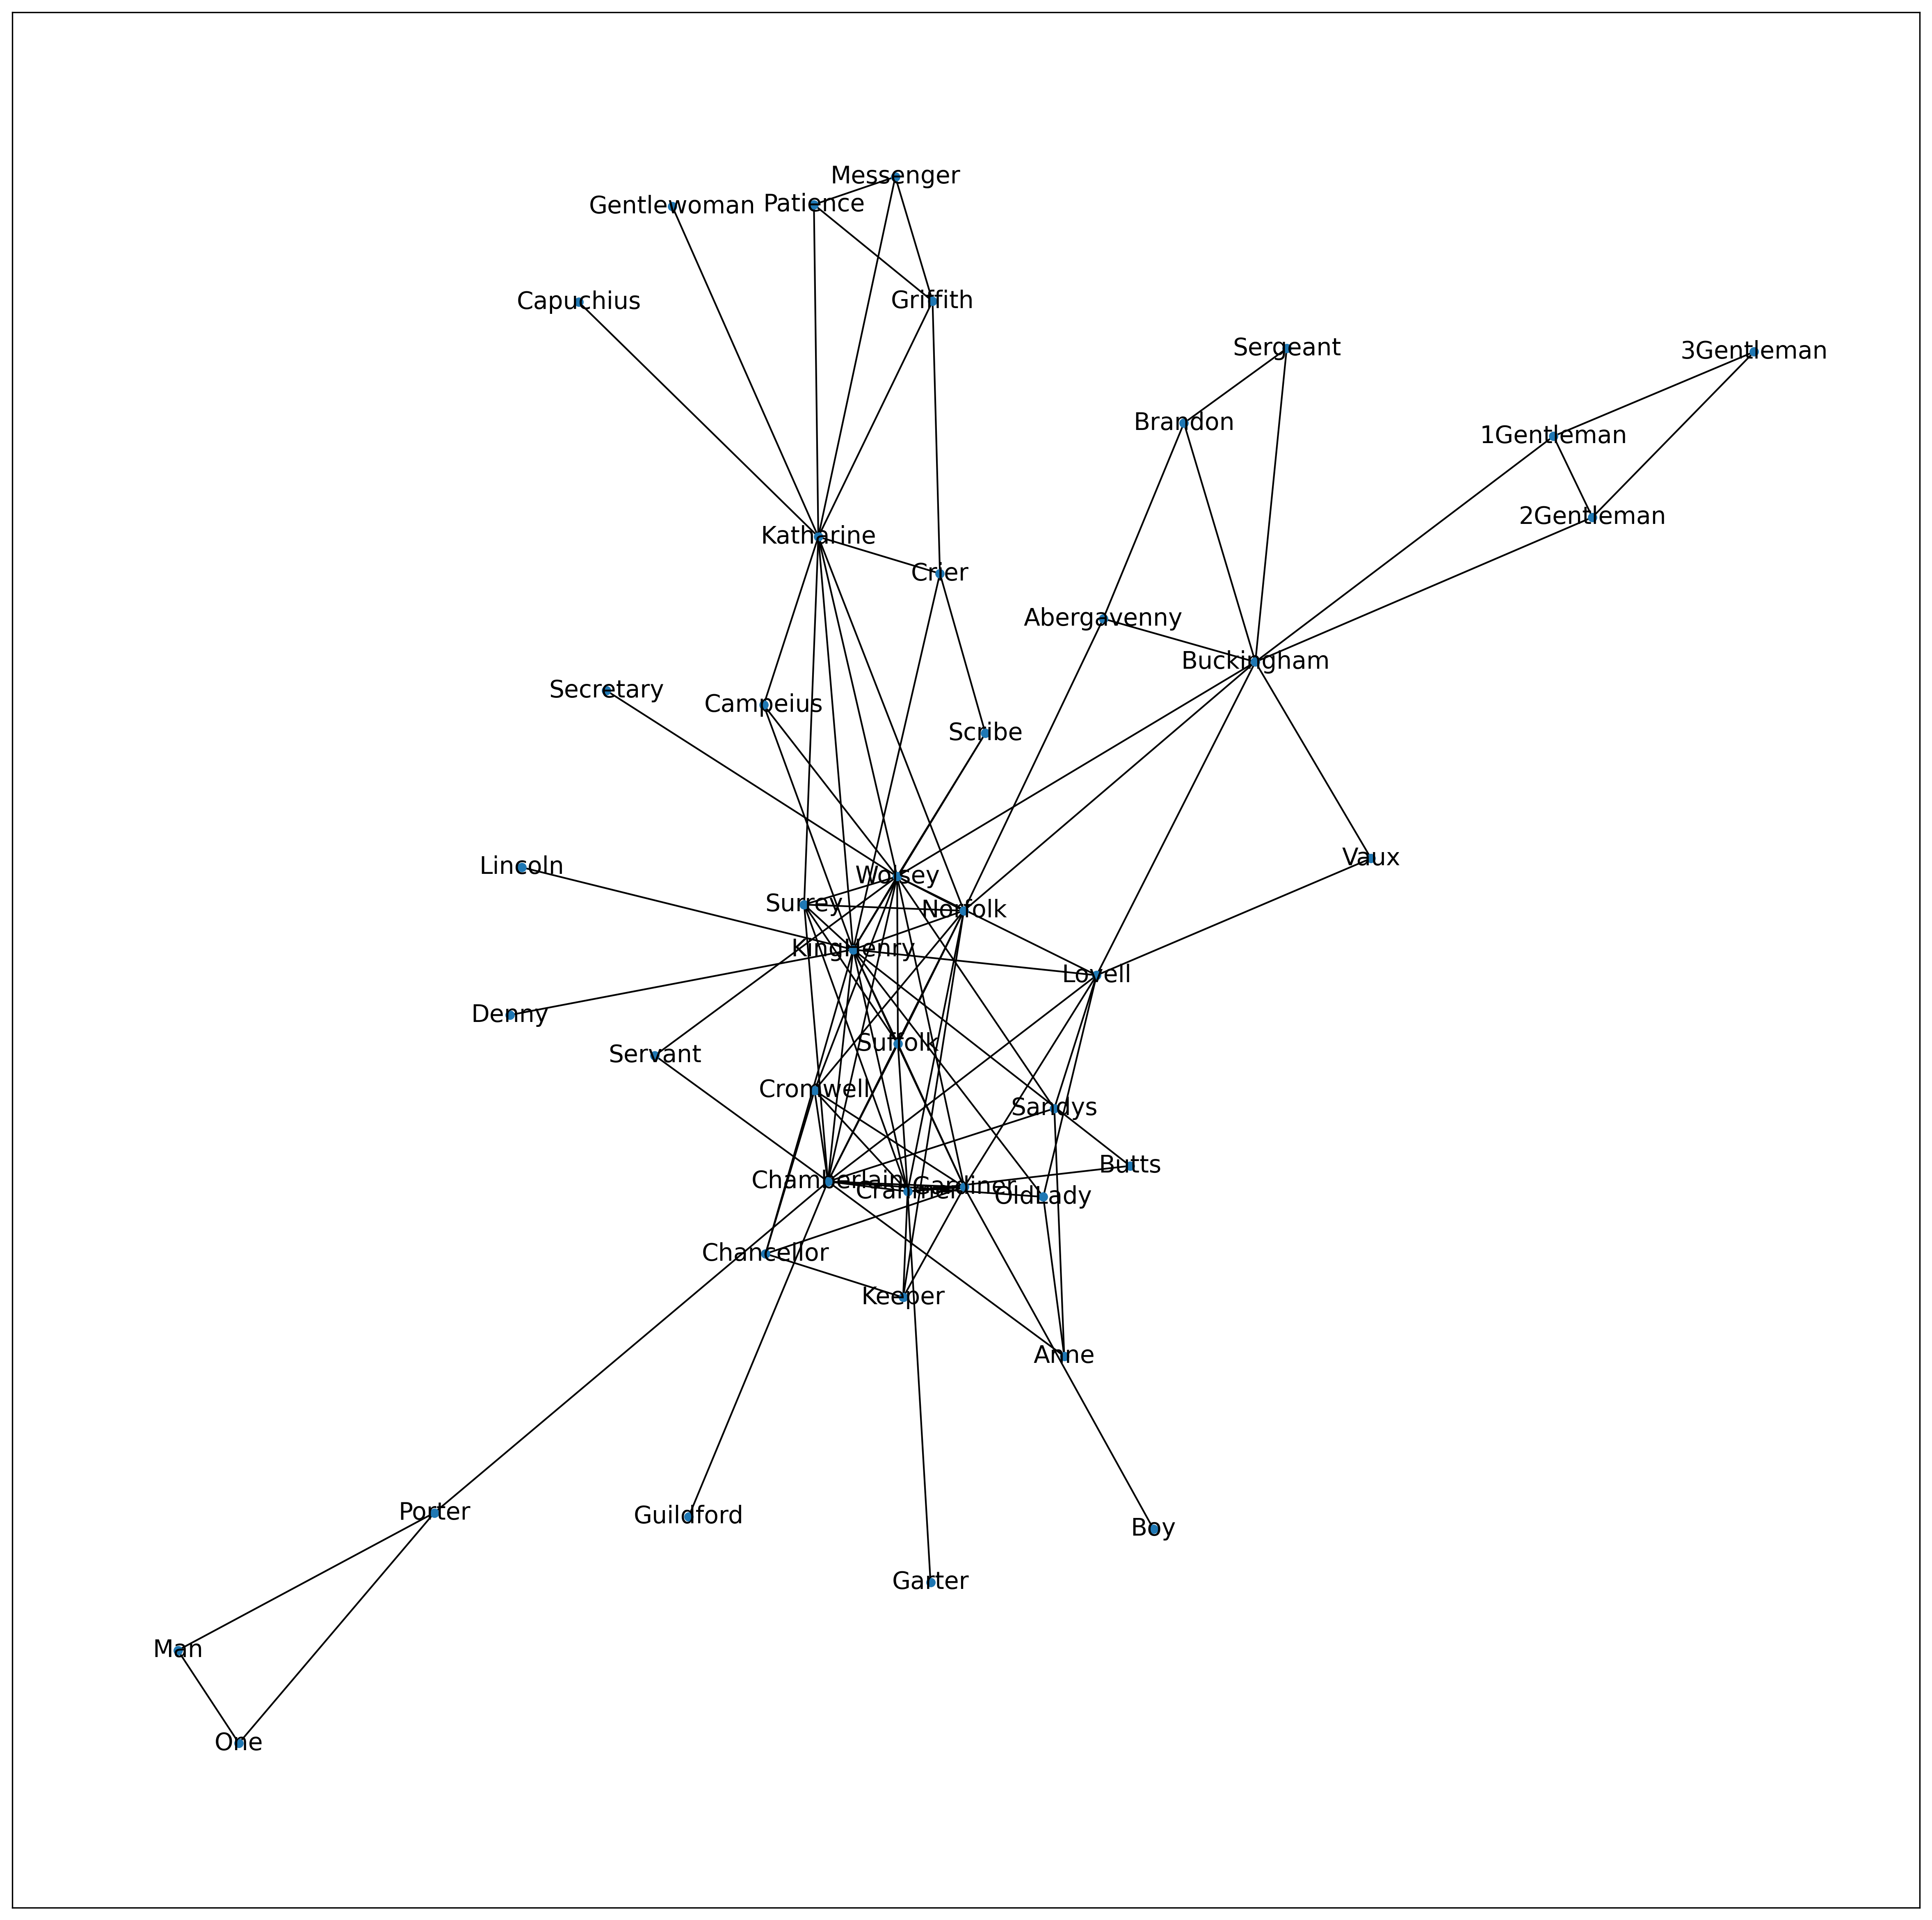 Messenger
Gentlewoman
Patience
Capuchius
Griffith
Sergeant
3Gentleman
Brandon
1Gentleman
2Gentleman
Katharine
Crier
Abergavenny
Buckingham
Secretary
Campeius
Scribe
Vaux
Lincoln
Wolsey
Surrey
Norfolk
KingHenry
Lovell
Denny
Suffolk
Servant
Cromwell
Sandys
Butts
Chamberlain
Cranmer
Gardiner
OldLady
Chancellor
Keeper
Anne
Porter
Guildford
Boy
Garter
Man
One